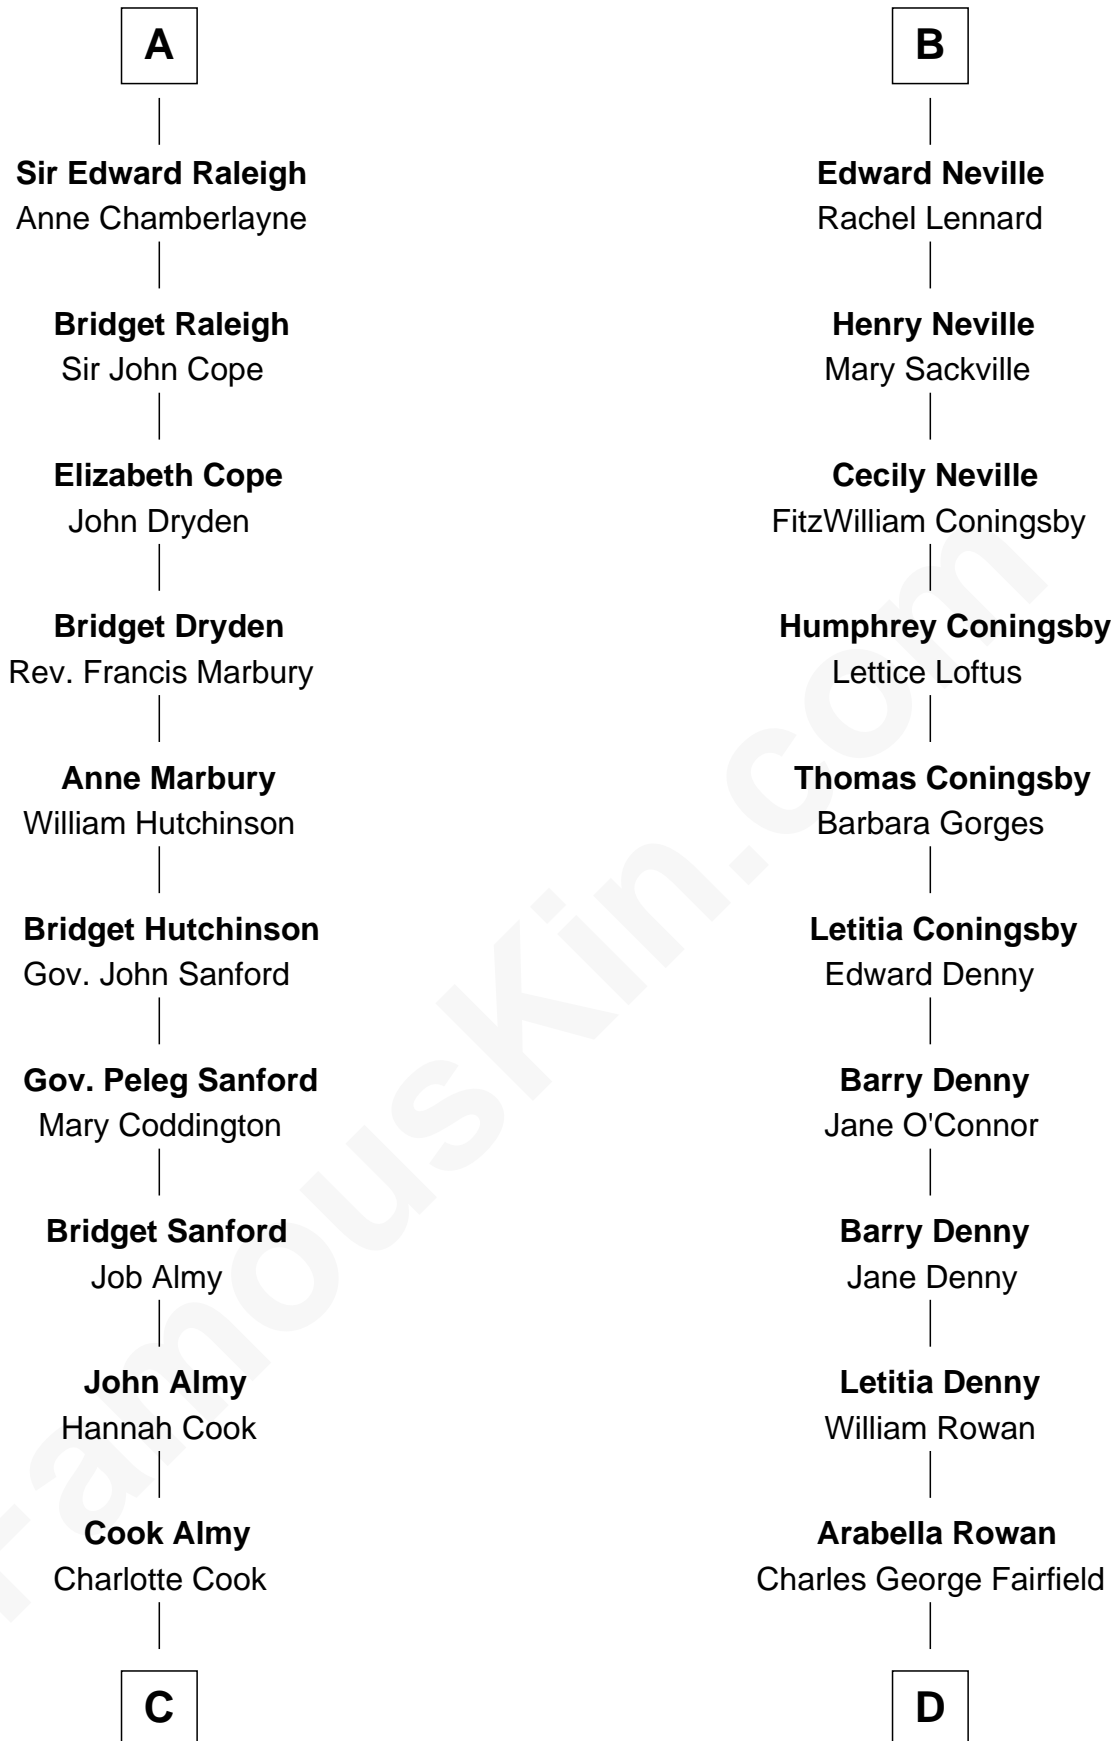 A
Sir Edward Raleigh
Anne Chamberlayne
Bridget Raleigh
Sir John Cope
Elizabeth Cope
John Dryden
Bridget Dryden
Rev. Francis Marbury
Anne Marbury
William Hutchinson
Bridget Hutchinson
Gov. John Sanford
Gov. Peleg Sanford
Mary Coddington
Bridget Sanford
Job Almy
John Almy
Hannah Cook
Cook Almy
Charlotte Cook
C
B
Edward Neville
Rachel Lennard
Henry Neville
Mary Sackville
Cecily Neville
FitzWilliam Coningsby
Humphrey Coningsby
Lettice Loftus
Thomas Coningsby
Barbara Gorges
Letitia Coningsby
Edward Denny
Barry Denny
Jane O'Connor
Barry Denny
Jane Denny
Letitia Denny
William Rowan
Arabella Rowan
Charles George Fairfield
D
FamousKin.com